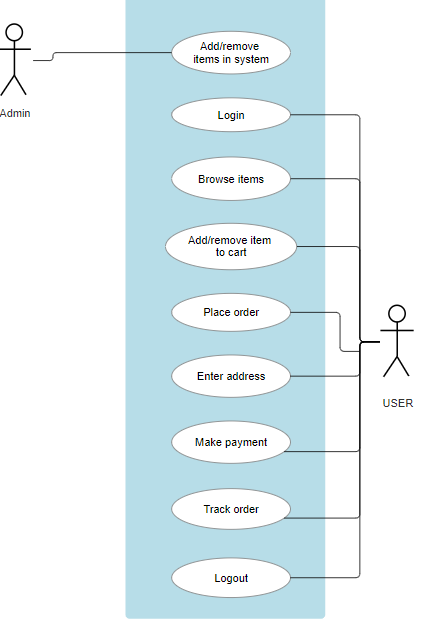 Add/remove
items in system
Admin
Login
Browse items
Add/remove item
to cart
Place order
Enter address
USER
Make payment
Track order
Logout